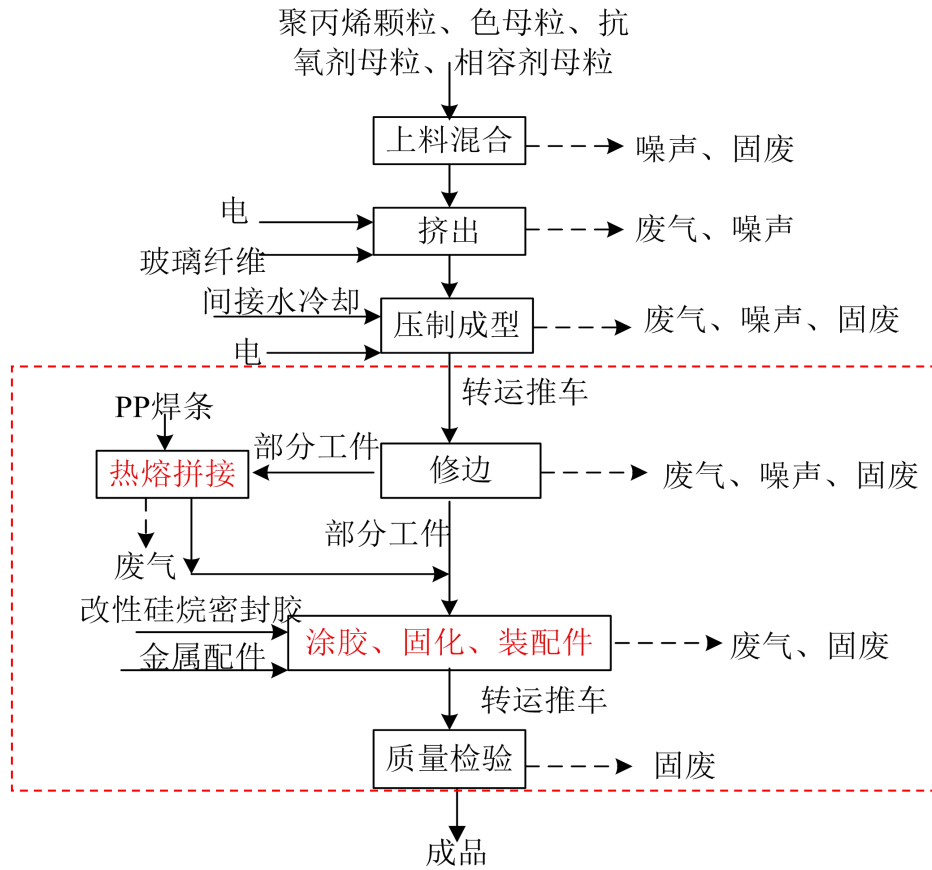 聚丙烯颗粒、色母粒、抗
氧剂母粒、相容剂母粒
上料混合
噪声、固废
电
挤出
废气、噪声
玻璃纤维
间接水冷却
压制成型
废气、噪声、固废
电
转运推车
PP焊条
部分工件
热熔拼接
修边
废气、噪声、固废
部分工件
废气
改性硅烷密封胶
涂胶、固化、装配件
废气、固废
金属配件
转运推车
质量检验
固废
成品